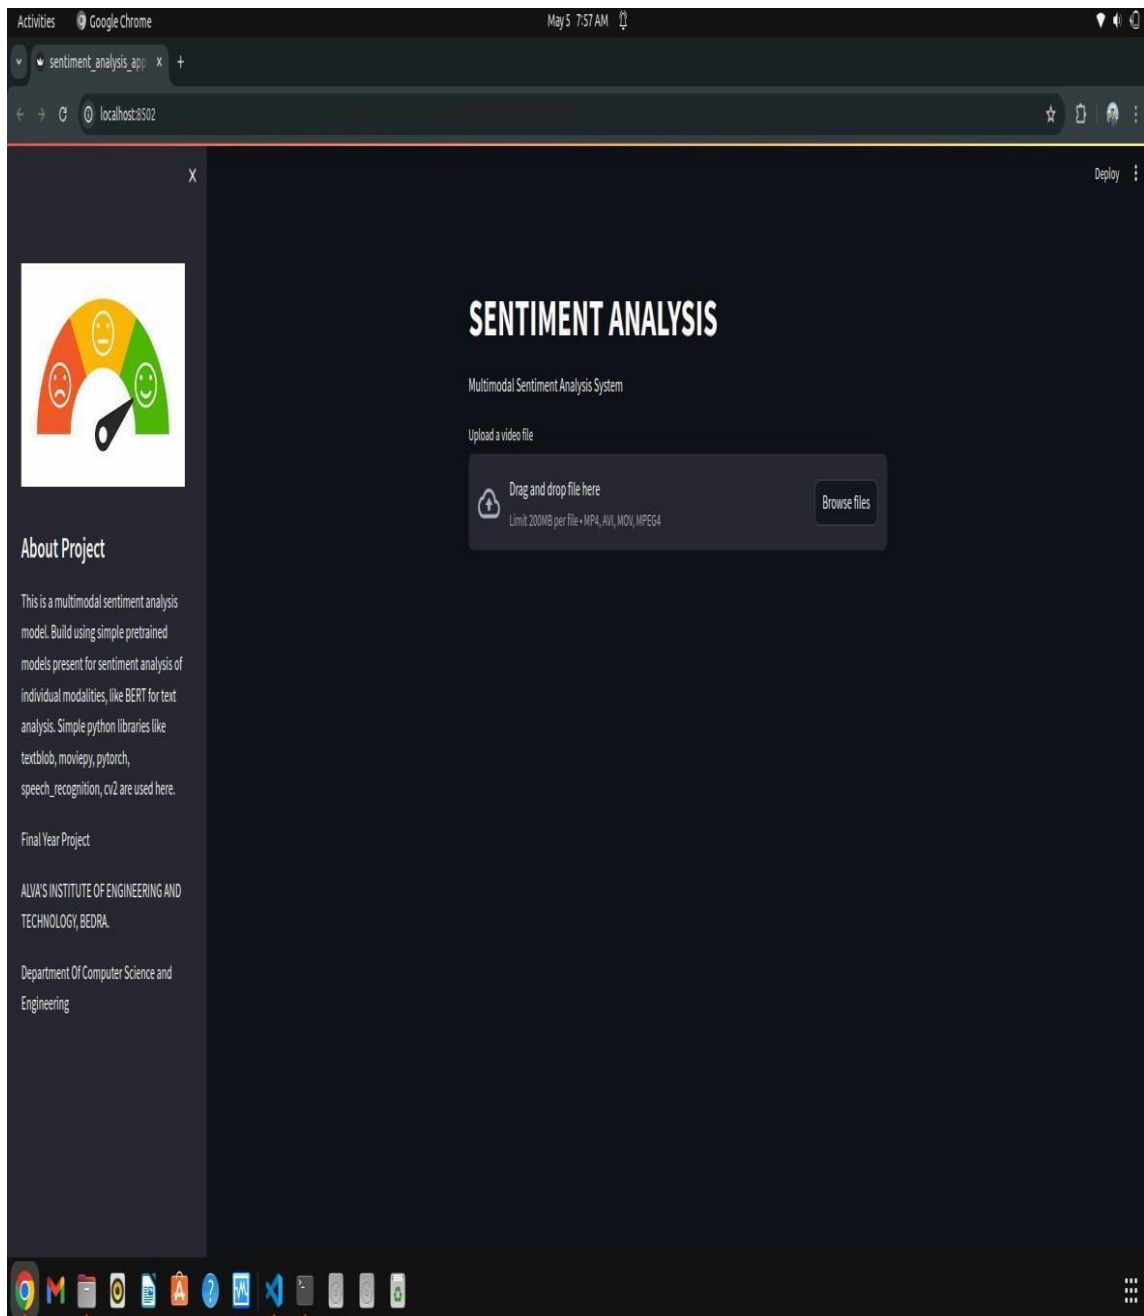 Activities Google Chrome May 5 7:57 AM
sentiment_analysis_app
localhost:8502
Deploy
SENTIMENT ANALYSIS
Multimodal Sentiment Analysis System
Upload a video file
Drag and drop file here
Limit 200MB per file • MP4, AVI, MOV, MPEG4
Browse files
About Project
This is a multimodal sentiment analysis
model. Build using simple pretrained
models present for sentiment analysis of
individual modalities, like BERT for text
analysis. Simple python libraries like
textblob, moviepy, pytorch,
speech_recognition, cv2 are used here.
Final Year Project
ALVA'S INSTITUTE OF ENGINEERING AND
TECHNOLOGY, BEDRA.
Department Of Computer Science and
Engineering